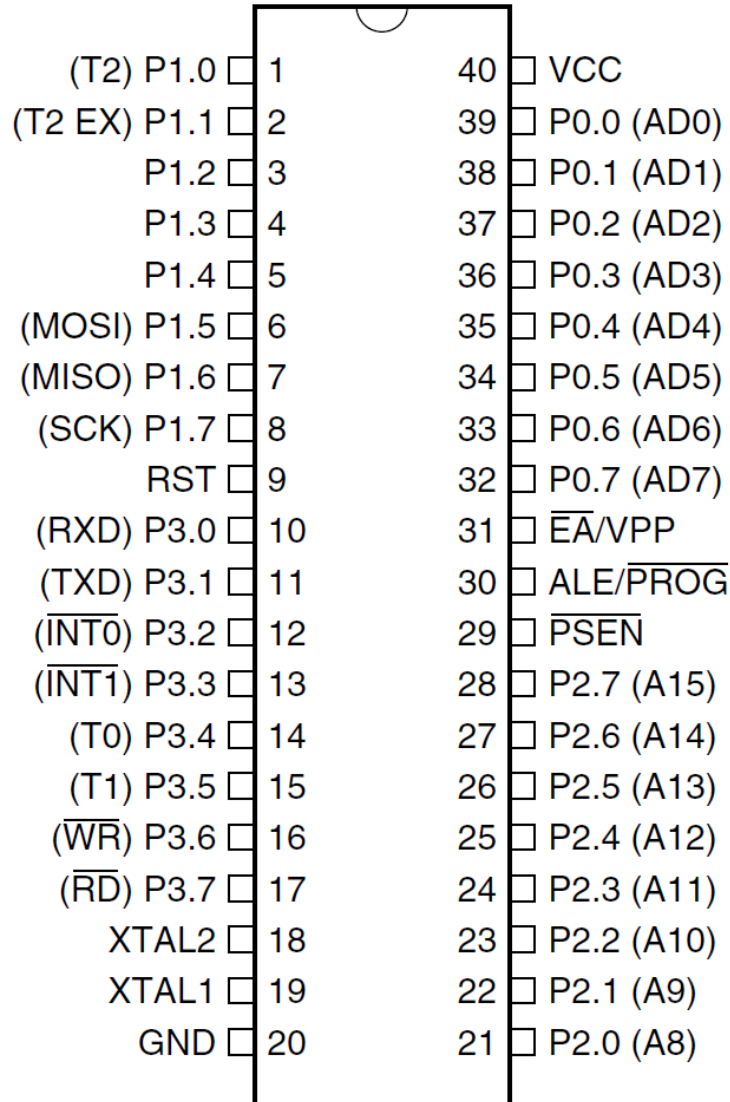 (T2) P1.0 1 40 VCC
(T2 EX) P1.1 2 39 P0.0 (AD0)
P1.2 3 38 P0.1 (AD1)
P1.3 4 37 P0.2 (AD2)
P1.4 5 36 P0.3 (AD3)
(MOSI) P1.5 6 35 P0.4 (AD4)
(MISO) P1.6 7 34 P0.5 (AD5)
(SCK) P1.7 8 33 P0.6 (AD6)
RST 9 32 P0.7 (AD7)
(RXD) P3.0 10 31 E̅A̅/VPP
(TXD) P3.1 11 30 ALE/P̅R̅O̅G̅
(I̅N̅T̅0̅) P3.2 12 29 P̅S̅E̅N̅
(I̅N̅T̅1̅) P3.3 13 28 P2.7 (A15)
(T0) P3.4 14 27 P2.6 (A14)
(T1) P3.5 15 26 P2.5 (A13)
(W̅R̅) P3.6 16 25 P2.4 (A12)
(R̅D̅) P3.7 17 24 P2.3 (A11)
XTAL2 18 23 P2.2 (A10)
XTAL1 19 22 P2.1 (A9)
GND 20 21 P2.0 (A8)